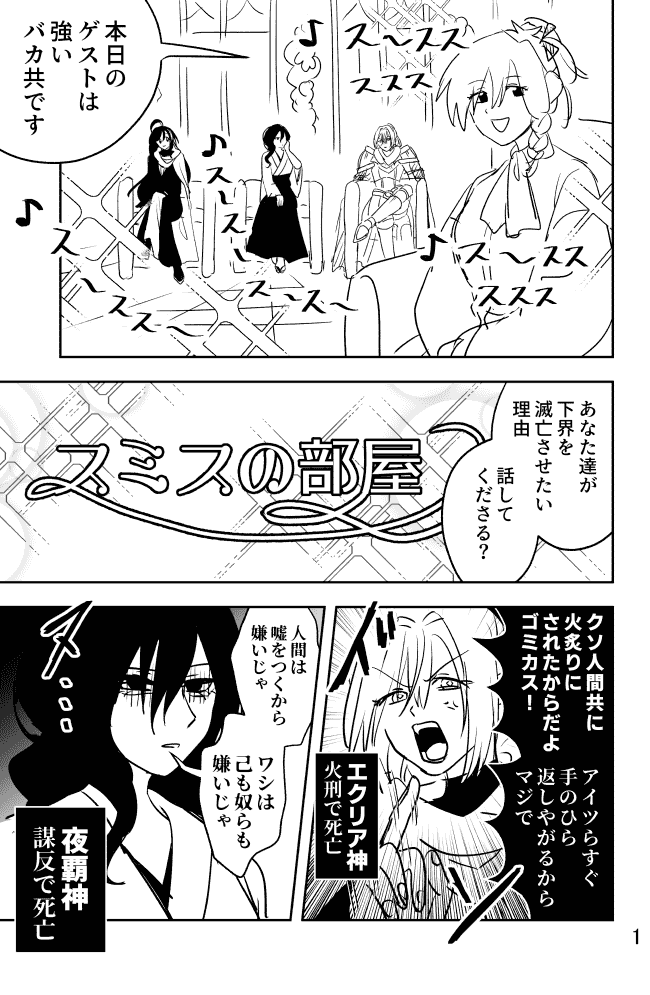 本日の
ゲストは
強い
バカ共です
♪
ス〜スス
ススス
♪
ス〜ス〜
♪
ス〜スス〜
ス〜ス〜
♪
ス〜スス
ススス
あなた達が
下界を
滅亡させたい
理由
話して
くださる？
スミスの部屋
クソ人間共に
火炙りに
されたからだよ
ゴミカス！
アイツらすぐ
手のひら
返しやがるから
マジで
エクリア神
火刑で死亡
人間は
嘘をつくから
嫌いじゃ
ワシは
己も奴らも
嫌いじゃ
夜覇神
謀反で死亡
1